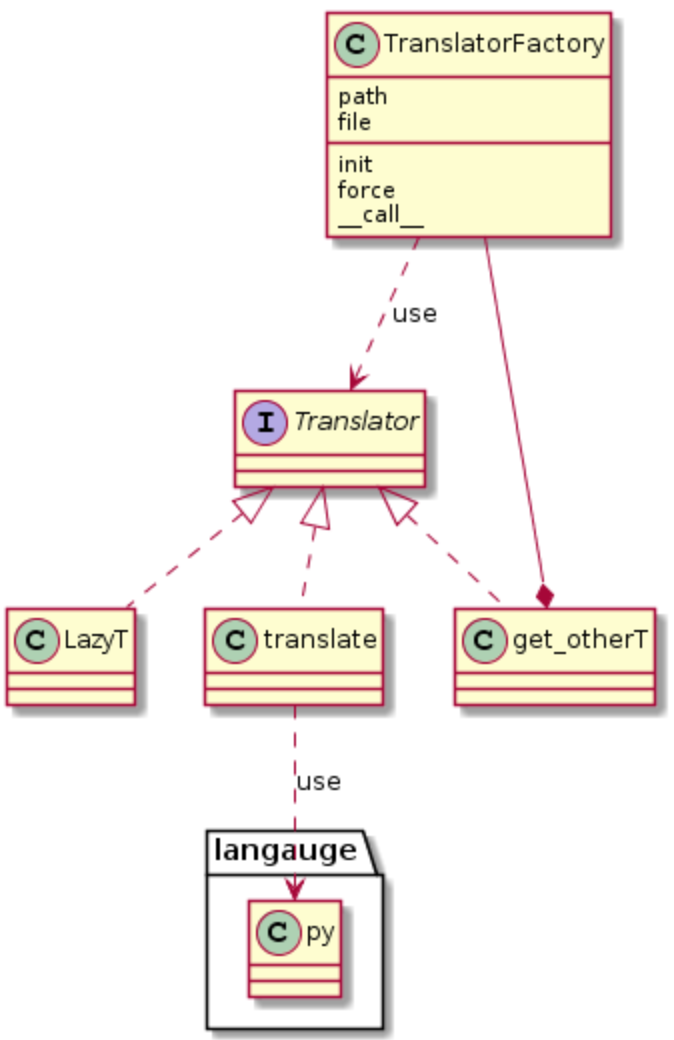 C TranslatorFactory
path
file
init
force
__call__
use
I Translator
C LazyT
C translate
C get_otherT
use
langauge
C py